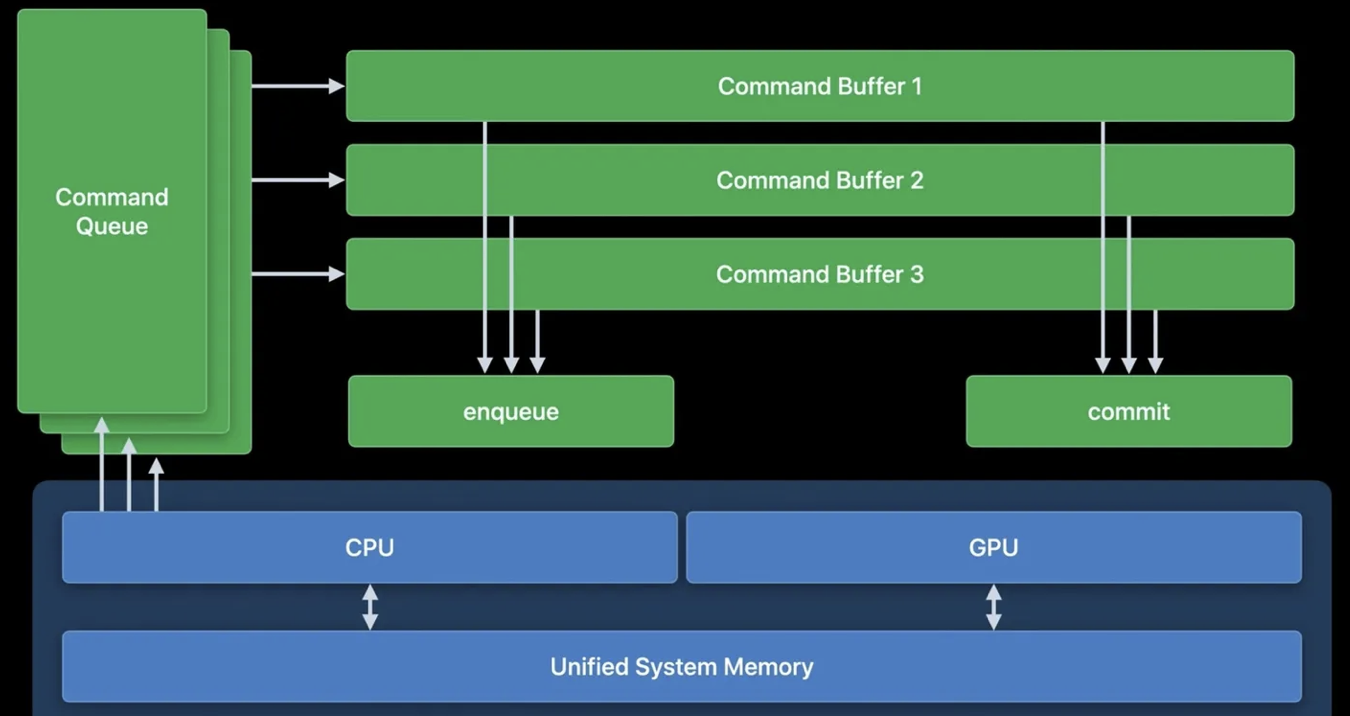 Command
Queue
Command Buffer 1
Command Buffer 2
Command Buffer 3
enqueue
commit
CPU
GPU
Unified System Memory